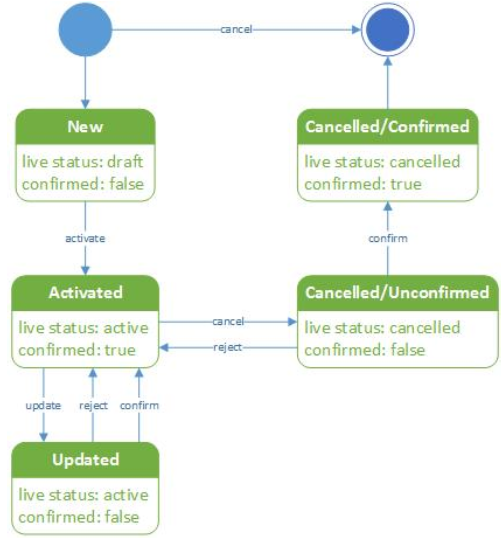 cancel
New
live status: draft
confirmed: false
Cancelled/Confirmed
live status: cancelled
confirmed: true
activate
confirm
Activated
live status: active
confirmed: true
cancel
reject
Cancelled/Unconfirmed
live status: cancelled
confirmed: false
update
reject
confirm
Updated
live status: active
confirmed: false